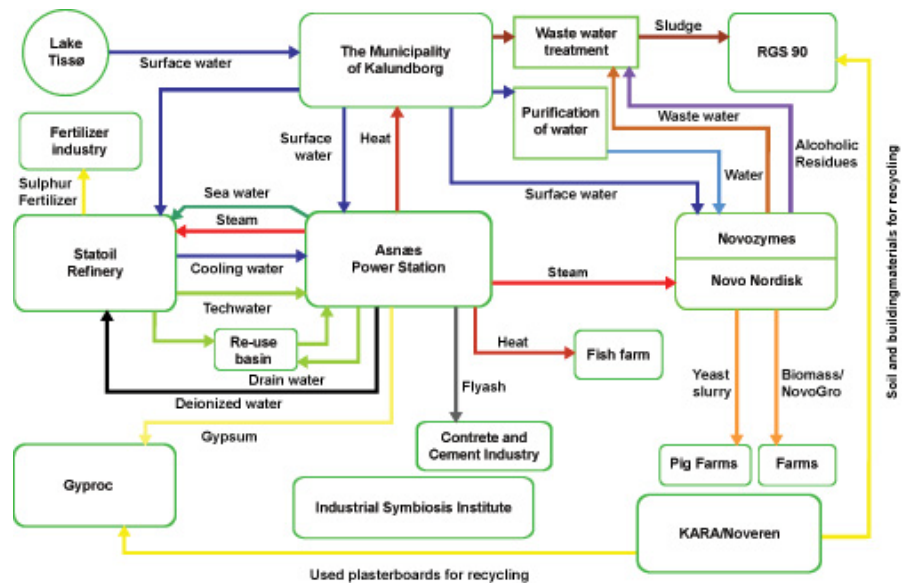 Lake
Tissø
Surface water
The Municipality
of Kalundborg
Waste water
treatment
Sludge
RGS 90
Fertilizer
industry
Surface
water
Heat
Purification
of water
Waste water
Alcoholic
Residues
Sulphur
Fertilizer
Sea water
Surface water
Water
Steam
Statoil
Refinery
Cooling water
Asnæs
Power Station
Steam
Novozymes
Novo Nordisk
Techwater
Re-use
basin
Drain water
Deionized water
Heat
Fish farm
Flyash
Yeast
slurry
Biomass/
NovoGro
Soil and buildingmaterials for recycling
Gypsum
Contrete and
Cement Industry
Pig Farms
Farms
Gyproc
Industrial Symbiosis Institute
KARA/Noveren
Used plasterboards for recycling